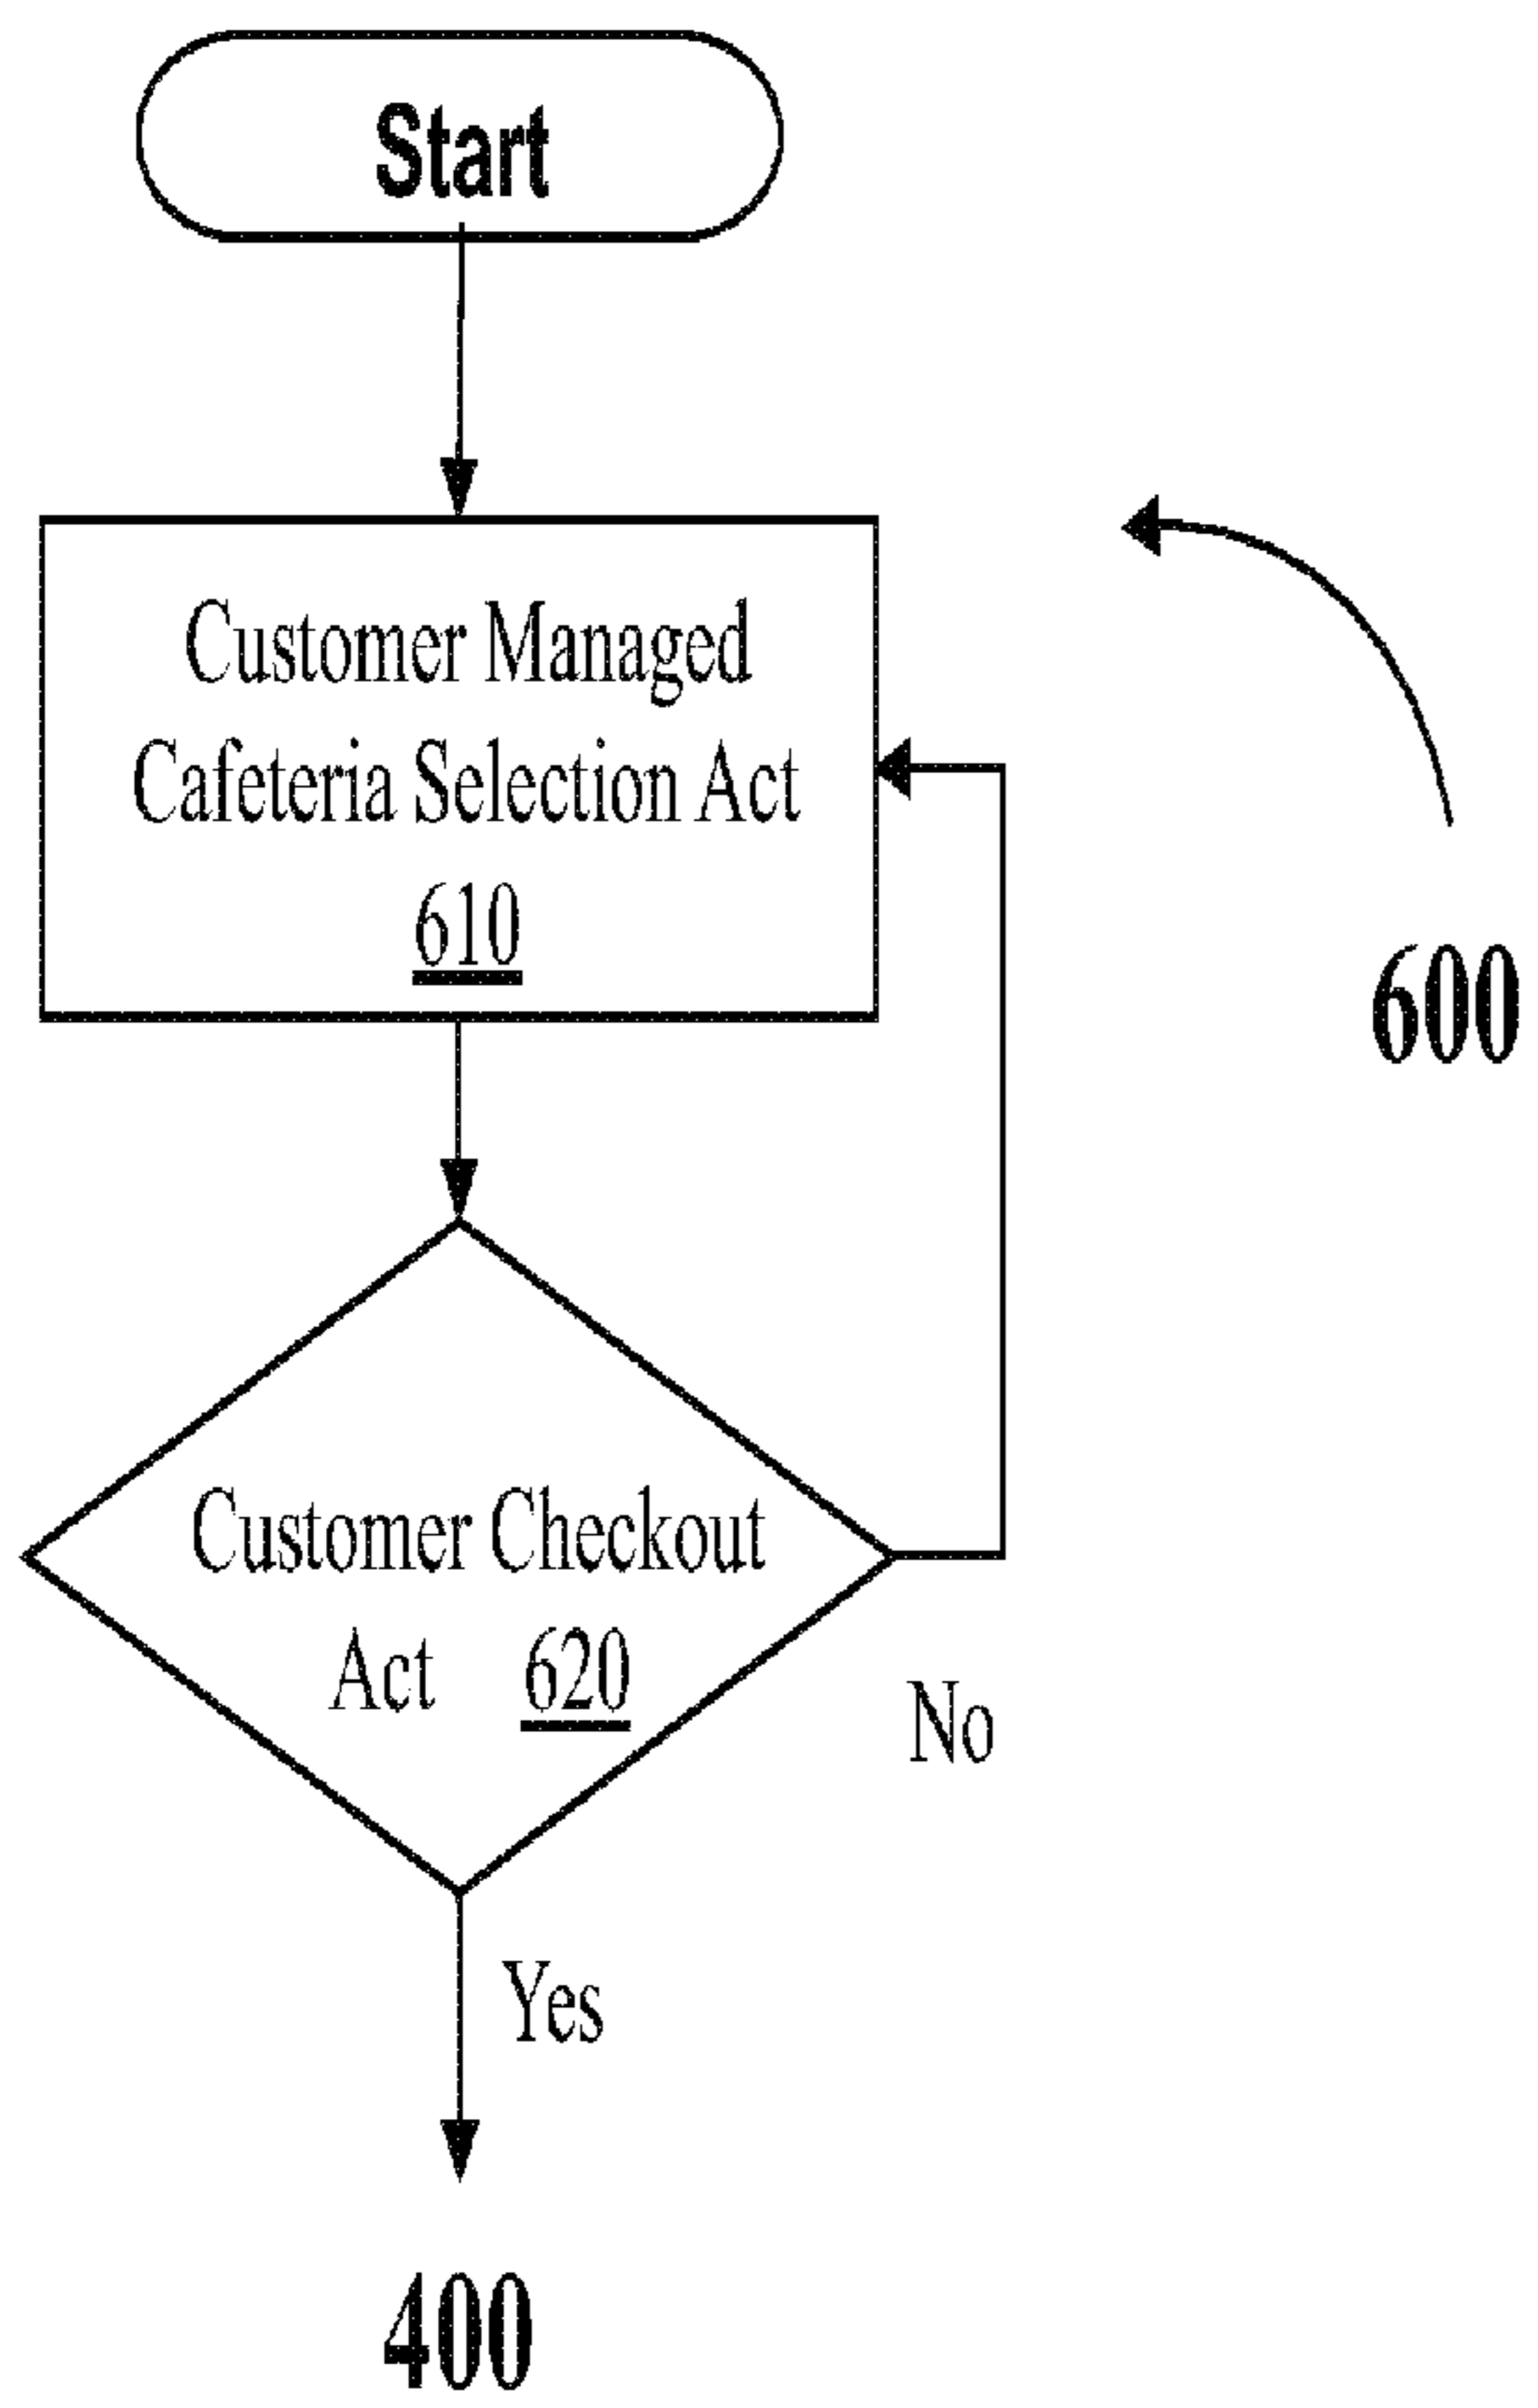 Start
Customer Managed
Cafeteria Selection Act
610
600
Customer Checkout
Act 620
No
Yes
400